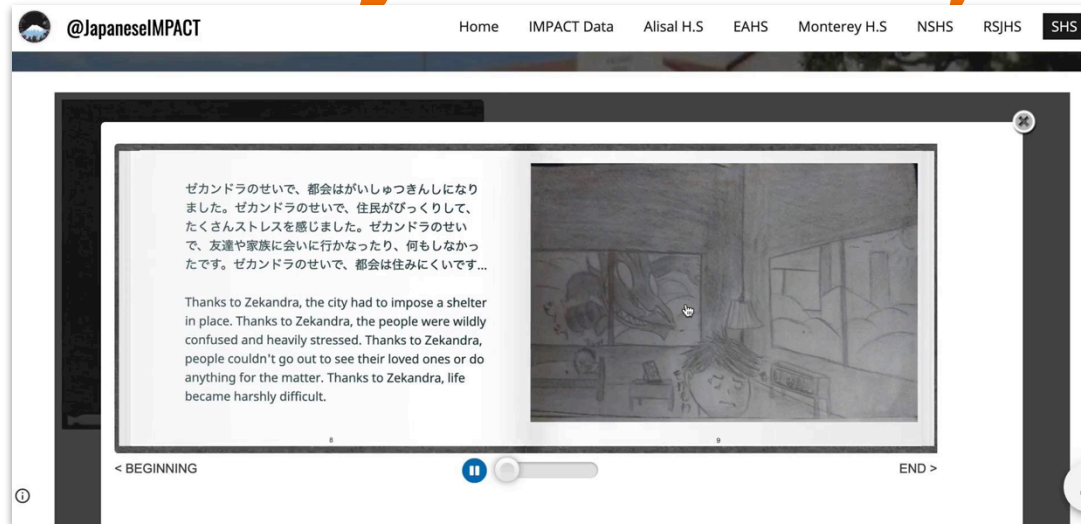 @JapaneseIMPACT
Home
IMPACT Data
Alisal H.S
EAHS
Monterey H.S
NSHS
RSJHS
SHS
ゼカンドラのせいで、都会はがいしゅつきんしになり
ました。ゼカンドラのせいで、住民がびっくりして、
たくさんストレスを感じました。ゼカンドラのせい
で、友達や家族に会いに行かなったり、何もしなかっ
たです。ゼカンドラのせいで、都会は住みにくいです...
Thanks to Zekandra, the city had to impose a shelter
in place. Thanks to Zekandra, the people were wildly
confused and heavily stressed. Thanks to Zekandra,
people couldn't go out to see their loved ones or do
anything for the matter. Thanks to Zekandra, life
became harshly difficult.
8
9
< BEGINNING
END >